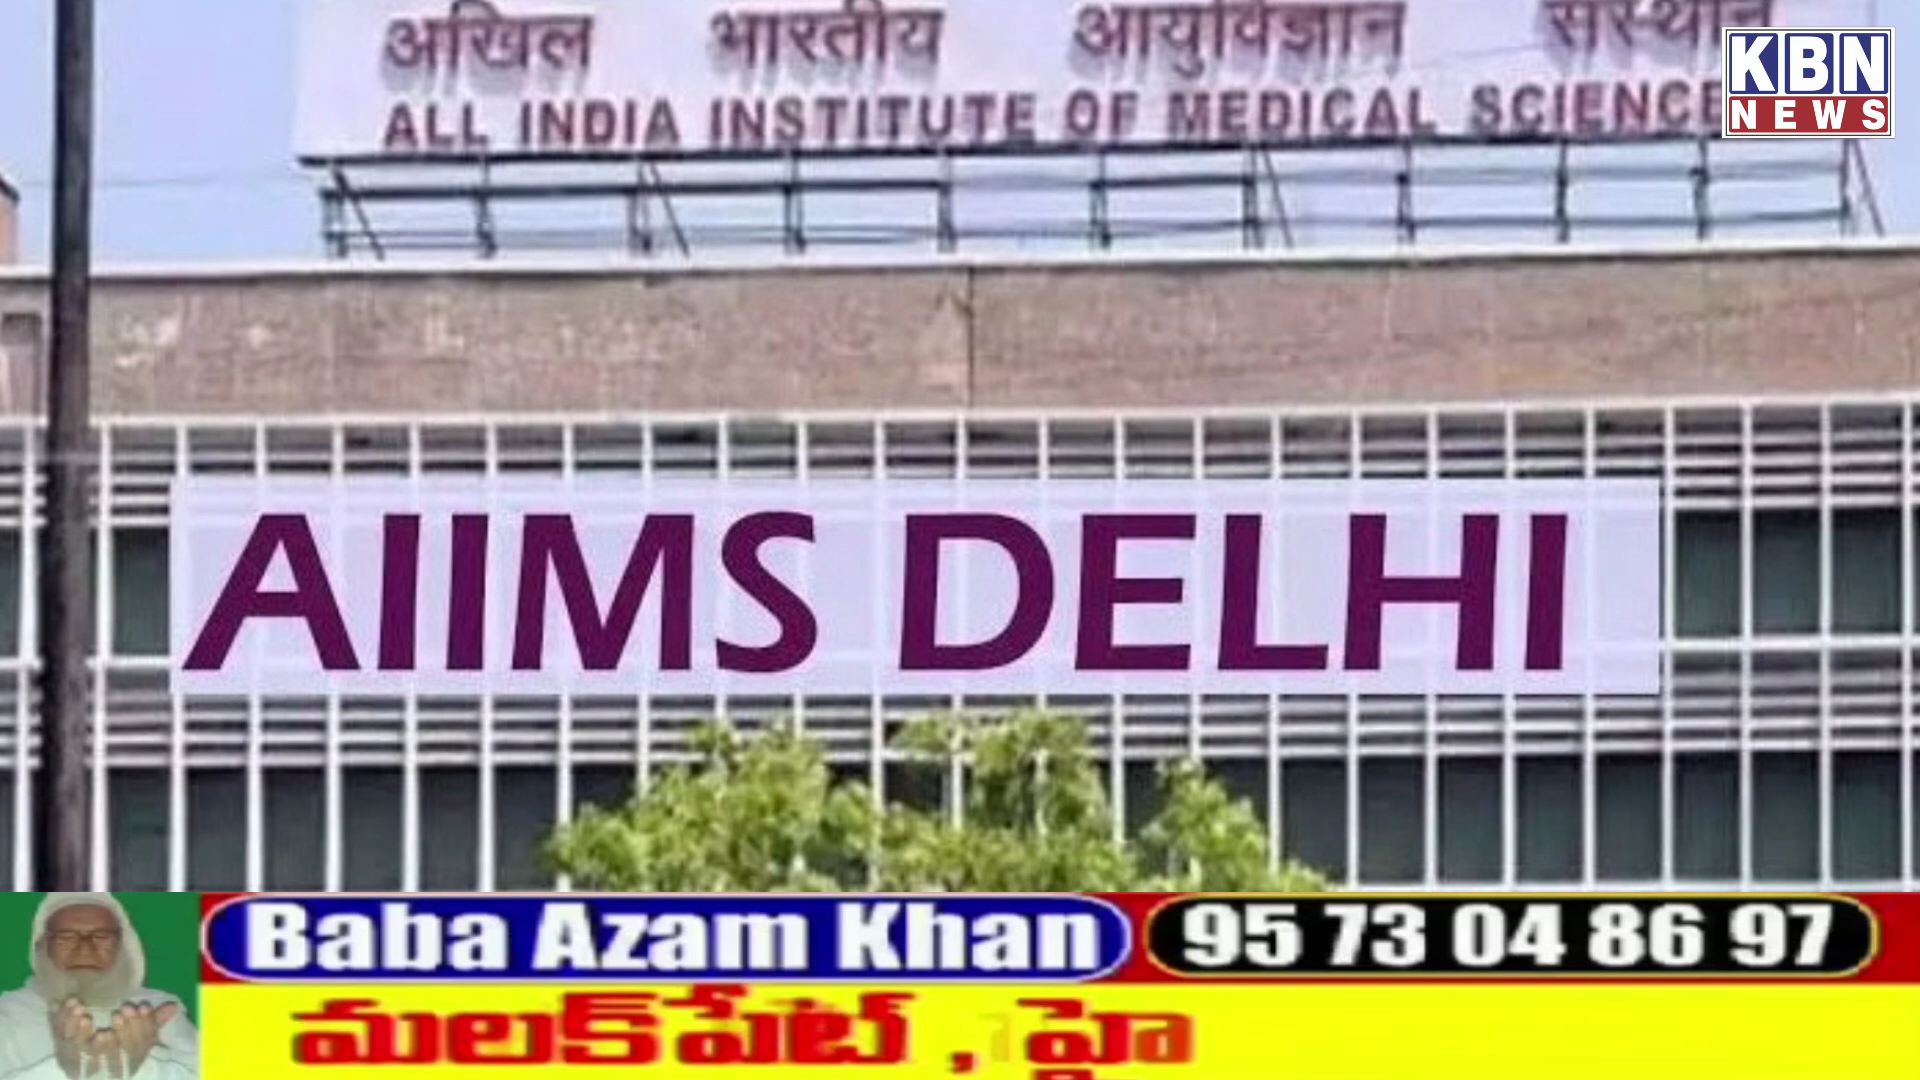 अखिल भारतीय आयुर्विज्ञान संस्थान
ALL INDIA INSTITUTE OF MEDICAL SCIENCE
KBN
NEWS
AIIMS DELHI
Baba Azam Khan
95 73 04 86 97
మలక్‌పేట్ , హై